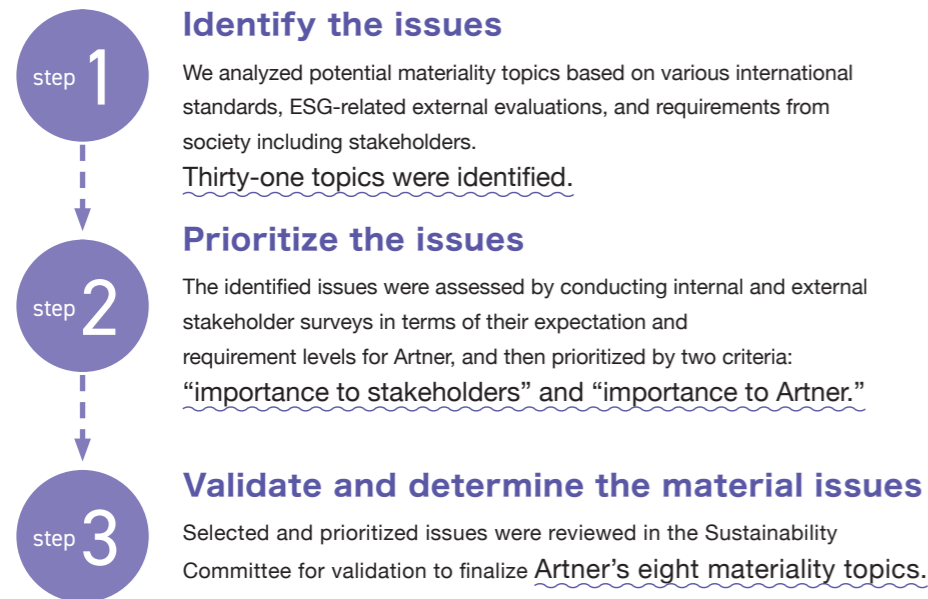 step 1
Identify the issues
We analyzed potential materiality topics based on various international
standards, ESG-related external evaluations, and requirements from
society including stakeholders.
Thirty-one topics were identified.
step 2
Prioritize the issues
The identified issues were assessed by conducting internal and external
stakeholder surveys in terms of their expectation and
requirement levels for Artner, and then prioritized by two criteria:
“importance to stakeholders” and “importance to Artner.”
step 3
Validate and determine the material issues
Selected and prioritized issues were reviewed in the Sustainability
Committee for validation to finalize Artner’s eight materiality topics.